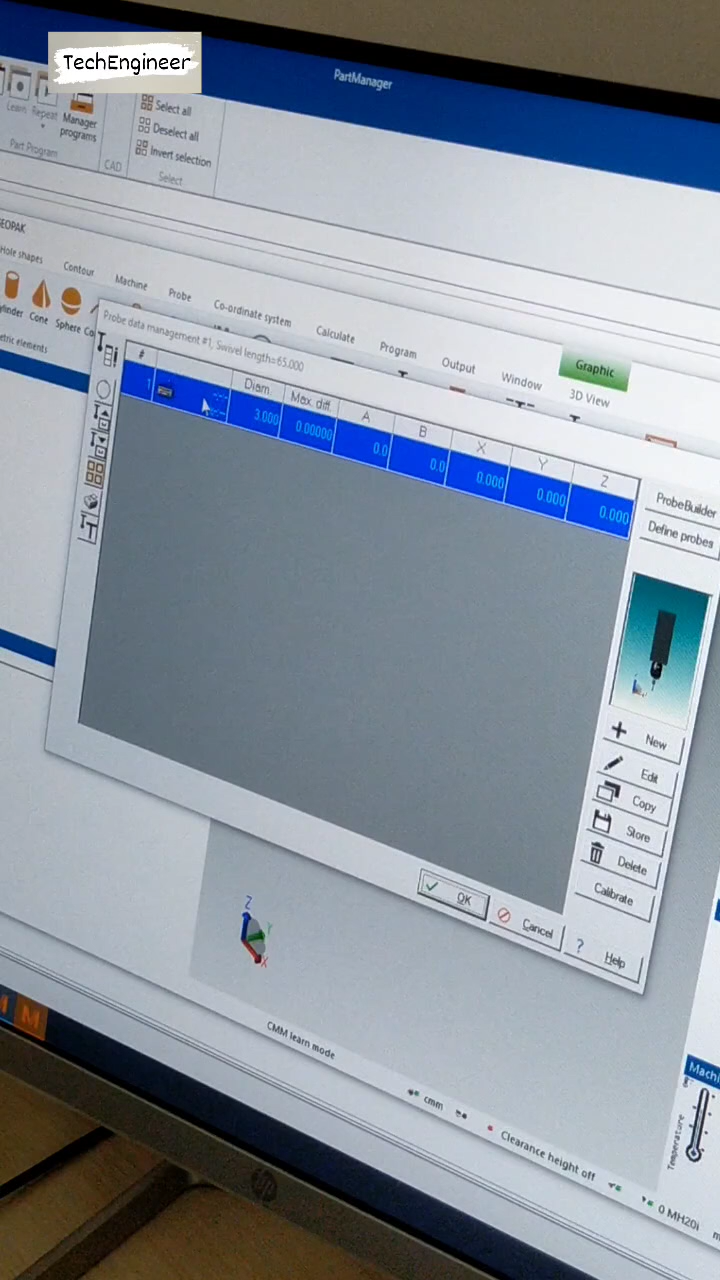 TechEngineer
PartManager
Learn
Repeat
Manager
programs
Part Program
CAD
Select all
Deselect all
Invert selection
Select
Hole shapes
Contour
Machine
Probe
Co-ordinate system
Calculate
Program
Output
Window
Graphic
3D View
Cone
Sphere
Probe data management #1, Swivel length=65.000
# Diam. Max. diff. A B X Y Z
1 3.000 0.00000 0.0 0.0 0.000 0.000 0.000
ProbeBuilder
Define probes
New
Edit
Copy
Store
Delete
Calibrate
OK
Cancel
Help
Z
Y
X
CMM learn mode
cmm
Clearance height off
0 MH20i
Temperature
hp